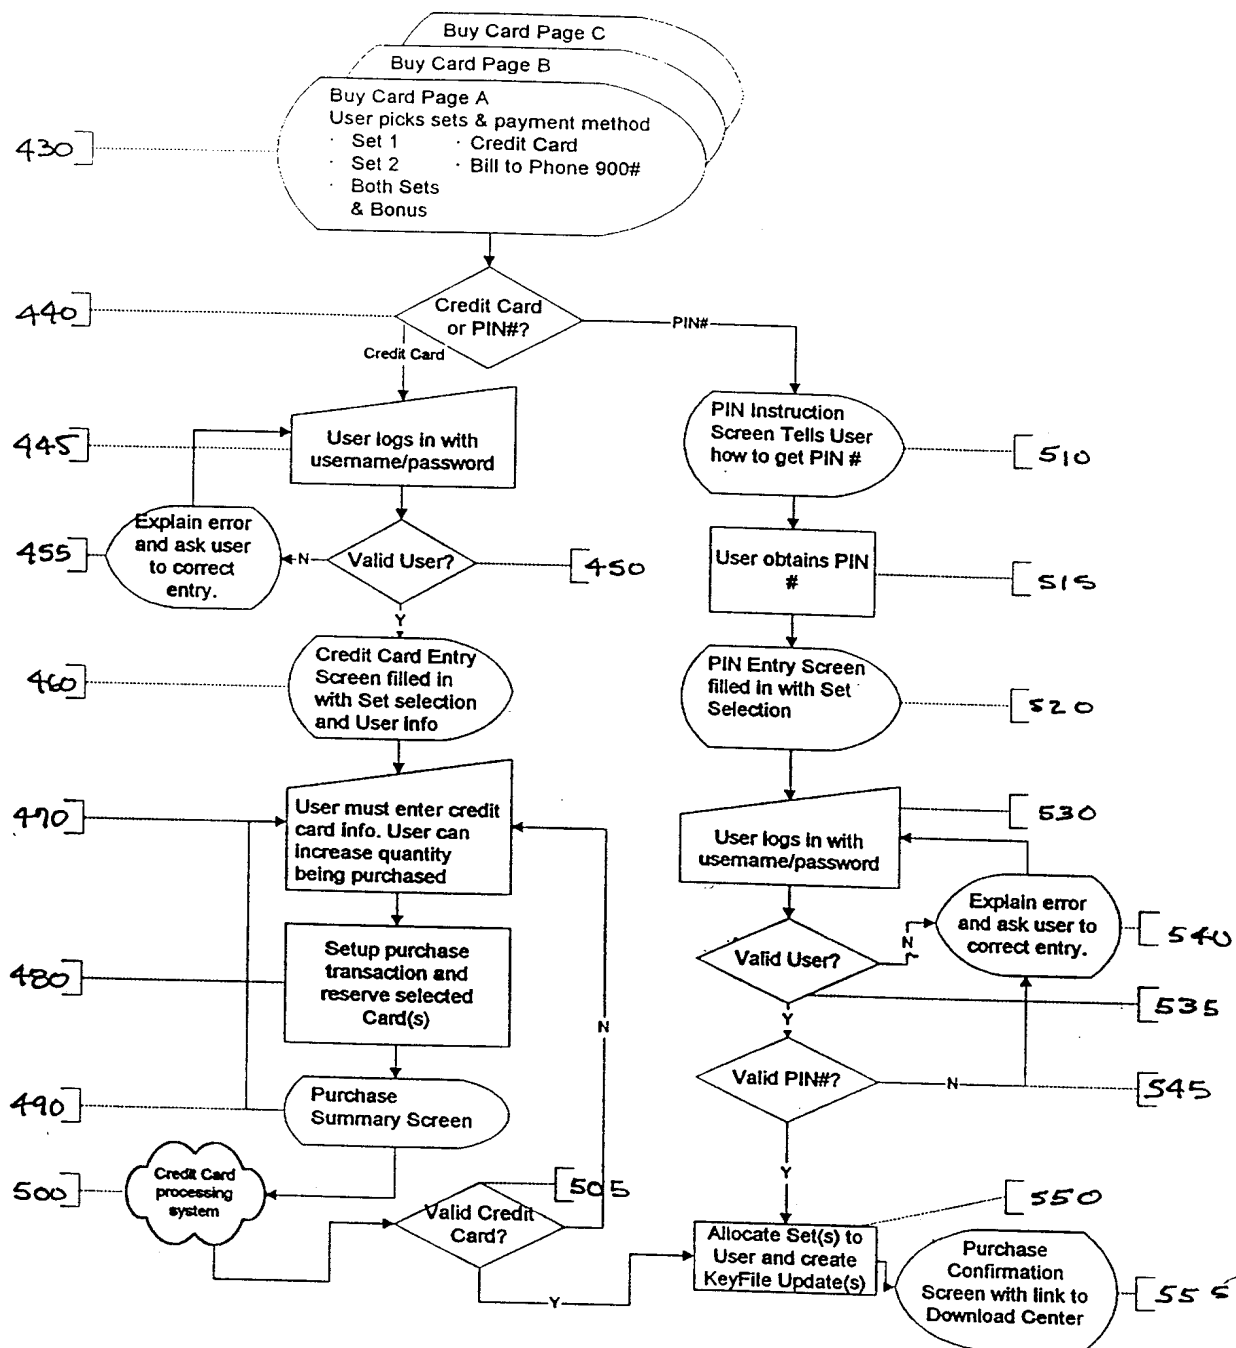 Buy Card Page C
Buy Card Page B
Buy Card Page A
User picks sets & payment method
· Set 1
· Credit Card
· Set 2
· Bill to Phone 900#
· Both Sets
& Bonus
430
440
Credit Card
or PIN#?
PIN#
Credit Card
445
User logs in with
username/password
PIN Instruction
Screen Tells User
how to get PIN #
510
455
Explain error
and ask user
to correct
entry.
N
Valid User?
450
Y
User obtains PIN
#
515
460
Credit Card Entry
Screen filled in
with Set selection
and User info
PIN Entry Screen
filled in with Set
Selection
520
470
User must enter credit
card info. User can
increase quantity
being purchased
User logs in with
username/password
530
480
Setup purchase
transaction and
reserve selected
Card(s)
N
Valid User?
N
Explain error
and ask user to
correct entry.
540
535
Y
490
Purchase
Summary Screen
Valid PIN#?
N
545
Y
500
Credit Card
processing
system
Valid Credit
Card?
505
Y
550
Allocate Set(s) to
User and create
KeyFile Update(s)
Purchase
Confirmation
Screen with link to
Download Center
555